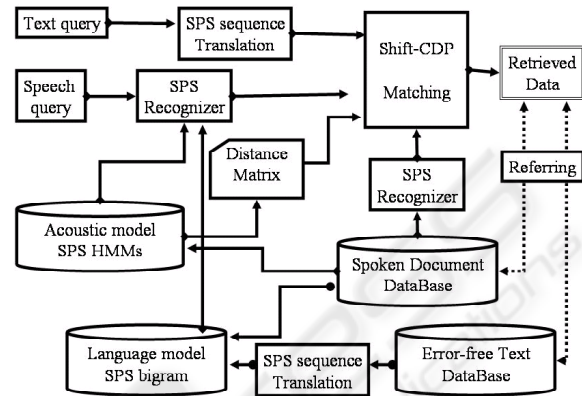 Text query
SPS sequence
Translation
Shift-CDP
Matching
Retrieved
Data
Speech
query
SPS
Recognizer
Distance
Matrix
SPS
Recognizer
Referring
Acoustic model
SPS HMMs
Spoken Document
DataBase
Language model
SPS bigram
SPS sequence
Translation
Error-free Text
DataBase